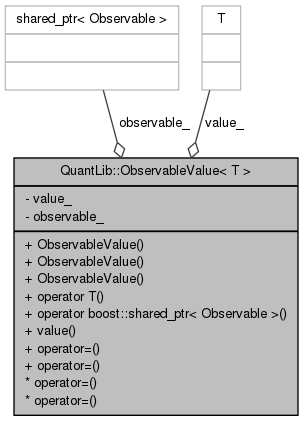 shared_ptr< Observable >
T
observable_
value_
QuantLib::ObservableValue< T >
- value_
- observable_
+ ObservableValue()
+ ObservableValue()
+ ObservableValue()
+ operator T()
+ operator boost::shared_ptr< Observable >()
+ value()
+ operator=()
+ operator=()
* operator=()
* operator=()